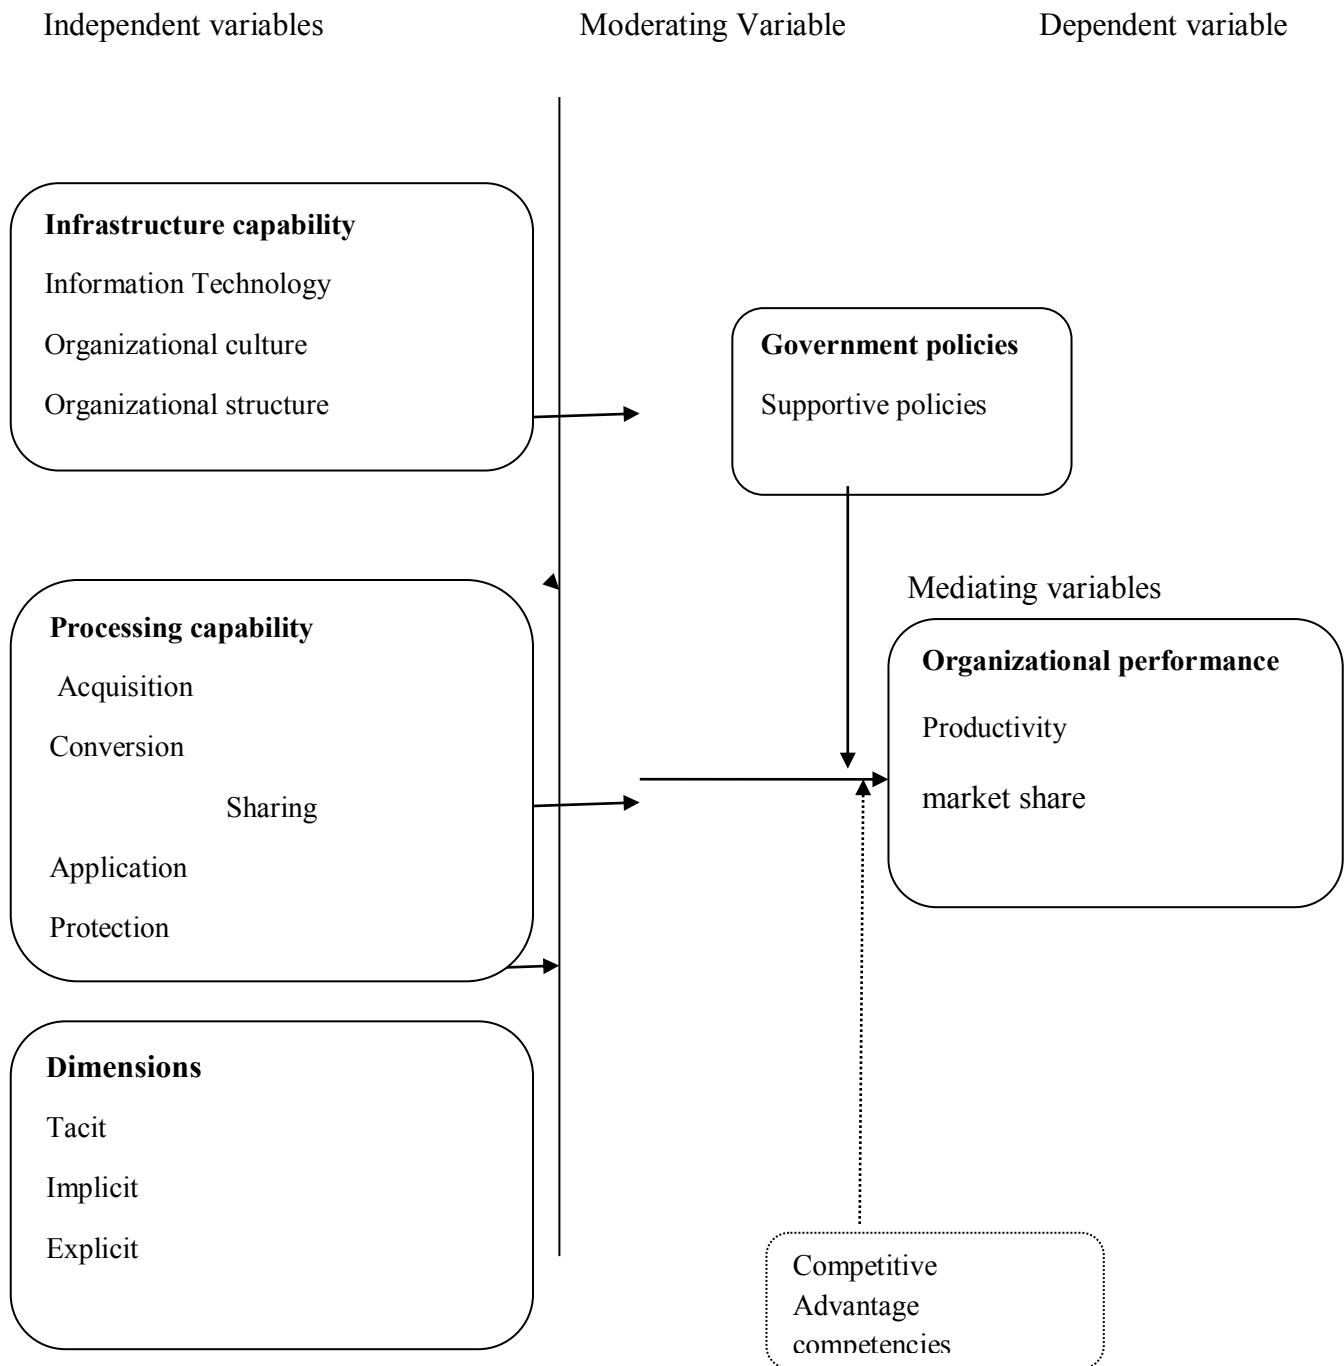 Independent variables
Moderating Variable
Dependent variable
Infrastructure capability
Information Technology
Organizational culture
Organizational structure
Government policies
Supportive policies
Processing capability
Acquisition
Conversion
Sharing
Application
Protection
Mediating variables
Organizational performance
Productivity
market share
Dimensions
Tacit
Implicit
Explicit
Competitive
Advantage
competencies